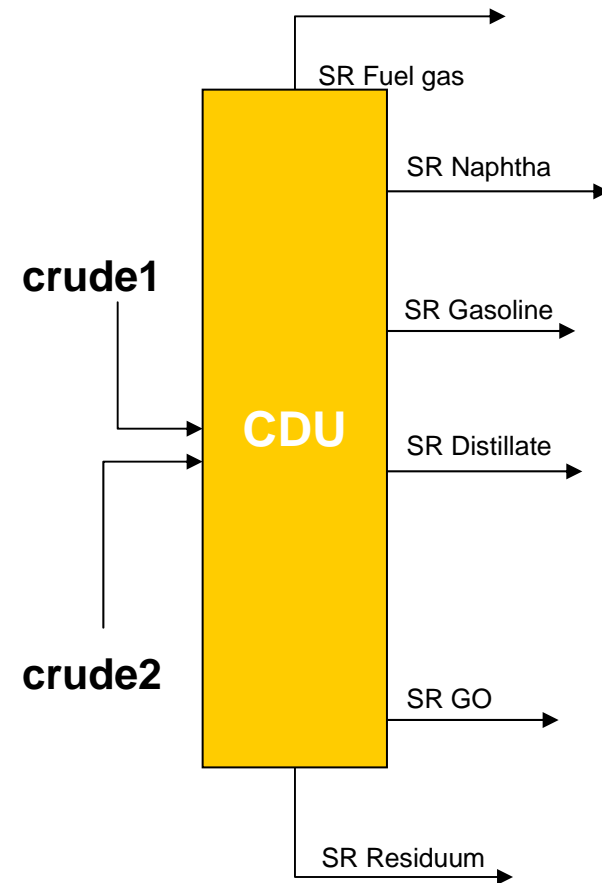 SR Fuel gas
SR Naphtha
crude1
SR Gasoline
CDU
SR Distillate
crude2
SR GO
SR Residuum